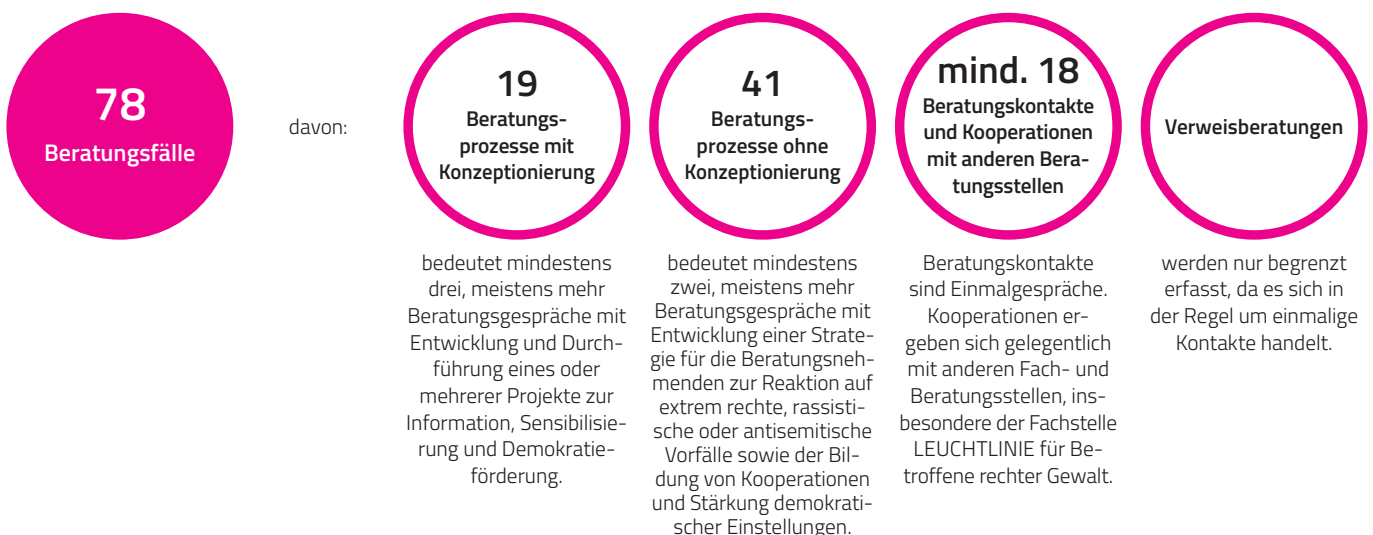 78
Beratungsfälle
davon:
19
Beratungs-
prozesse mit
Konzeptionierung
bedeutet mindestens
drei, meistens mehr
Beratungsgespräche mit
Entwicklung und Durch-
führung eines oder
mehrerer Projekte zur
Information, Sensibilisie-
rung und Demokratie-
förderung.
41
Beratungs-
prozesse ohne
Konzeptionierung
bedeutet mindestens
zwei, meistens mehr
Beratungsgespräche mit
Entwicklung einer Strate-
gie für die Beratungsneh-
menden zur Reaktion auf
extrem rechte, rassisti-
sche oder antisemitische
Vorfälle sowie der Bil-
dung von Kooperationen
und Stärkung demokrati-
scher Einstellungen.
mind. 18
Beratungskontakte
und Kooperationen
mit anderen Bera-
tungsstellen
Beratungskontakte
sind Einmalgespräche.
Kooperationen er-
geben sich gelegentlich
mit anderen Fach- und
Beratungsstellen, ins-
besondere der Fachstelle
LEUCHTLINIE für Be-
troffene rechter Gewalt.
Verweisberatungen
werden nur begrenzt
erfasst, da es sich in
der Regel um einmalige
Kontakte handelt.